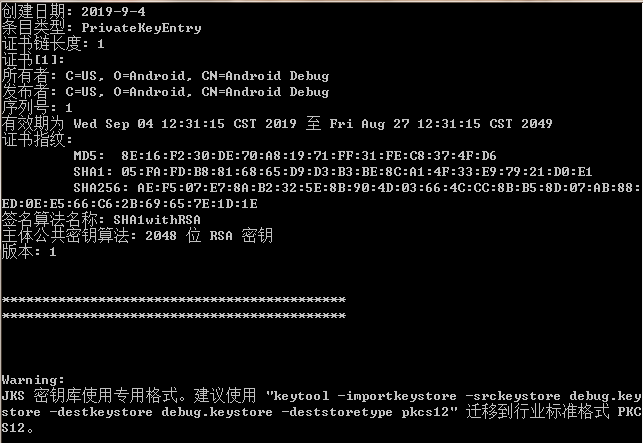 创建日期: 2019-9-4
条目类型: PrivateKeyEntry
证书链长度: 1
证书[1]:
所有者: C=US, O=Android, CN=Android Debug
发布者: C=US, O=Android, CN=Android Debug
序列号: 1
有效期为 Wed Sep 04 12:31:15 CST 2019 至 Fri Aug 27 12:31:15 CST 2049
证书指纹:
MD5:  8E:16:F2:30:DE:70:A8:19:71:FF:31:FE:C8:37:4F:D6
SHA1: 05:FA:FD:B8:81:68:65:D9:D3:B3:BE:8C:A1:4F:33:E9:79:21:D0:E1
SHA256: AE:F5:07:E7:8A:B2:32:5E:8B:90:4D:03:66:4C:CC:8B:B5:8D:07:AB:88:
ED:0E:E5:66:C6:2B:69:65:7E:1D:1E
签名算法名称: SHA1withRSA
主体公共密钥算法: 2048 位 RSA 密钥
版本: 1
*******************************************
*******************************************
Warning:
JKS 密钥库使用专用格式。建议使用 "keytool -importkeystore -srckeystore debug.key
store -destkeystore debug.keystore -deststoretype pkcs12" 迁移到行业标准格式 PKC
S12。